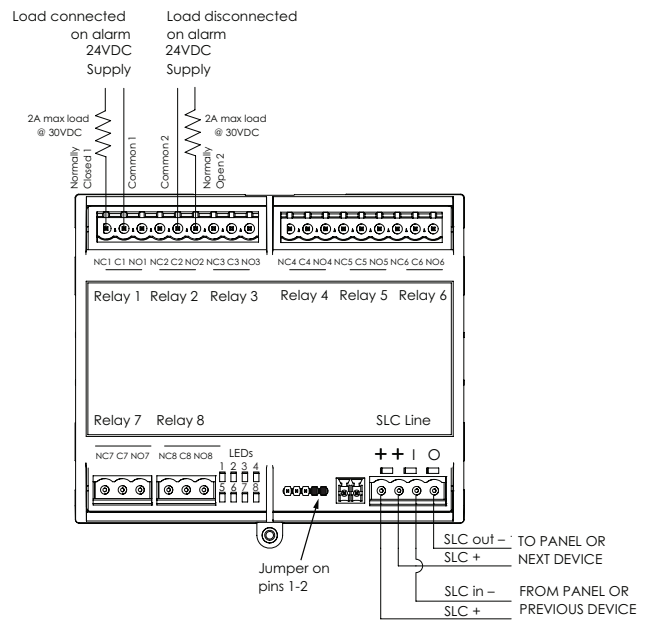 Load connected
on alarm
24VDC
Supply
Load disconnected
on alarm
24VDC
Supply
2A max load
@ 30VDC
2A max load
@ 30VDC
Normally
Closed 1
Common 1
Common 2
Normally
Open 2
NC1 C1 NO1 NC2 C2 NO2 NC3 C3 NO3
NC4 C4 NO4 NC5 C5 NO5 NC6 C6 NO6
Relay 1 Relay 2 Relay 3
Relay 4 Relay 5 Relay 6
Relay 7 Relay 8
SLC Line
NC7 C7 NO7
NC8 C8 NO8
LEDs
1 2 3 4
5 6 7 8
+ + I O
Jumper on
pins 1-2
SLC out –
SLC +
TO PANEL OR
NEXT DEVICE
SLC in –
SLC +
FROM PANEL OR
PREVIOUS DEVICE